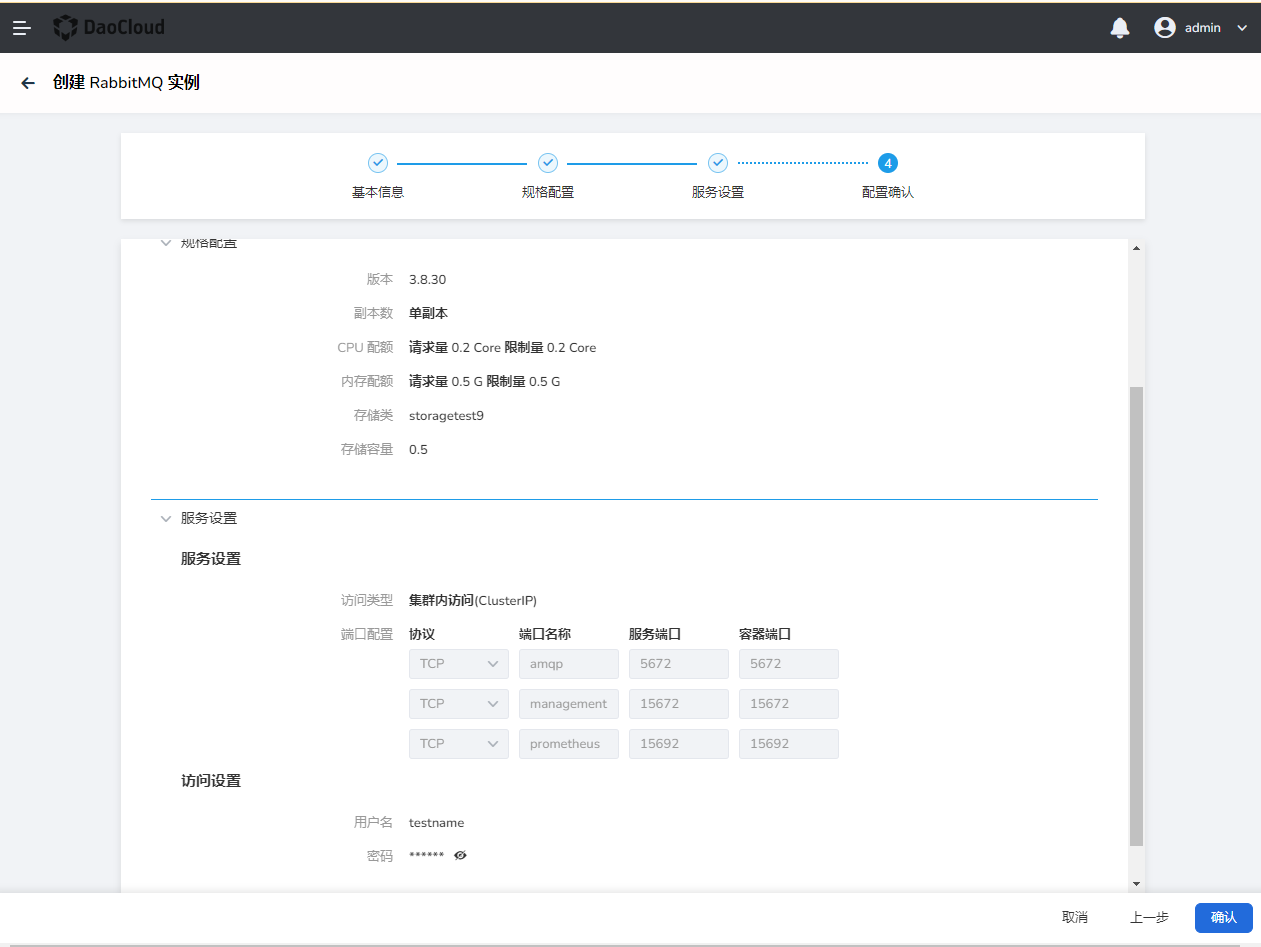 DaoCloud
admin
创建 RabbitMQ 实例
4
基本信息 规格配置 服务设置 配置确认
规格配置
版本 3.8.30
副本数 单副本
CPU 配额 请求量 0.2 Core 限制量 0.2 Core
内存配额 请求量 0.5 G 限制量 0.5 G
存储类 storagetest9
存储容量 0.5
服务设置
服务设置
访问类型 集群内访问(ClusterIP)
端口配置 协议 端口名称 服务端口 容器端口
TCP amqp 5672 5672
TCP management 15672 15672
TCP prometheus 15692 15692
访问设置
用户名 testname
密码 ******
取消 上一步 确认